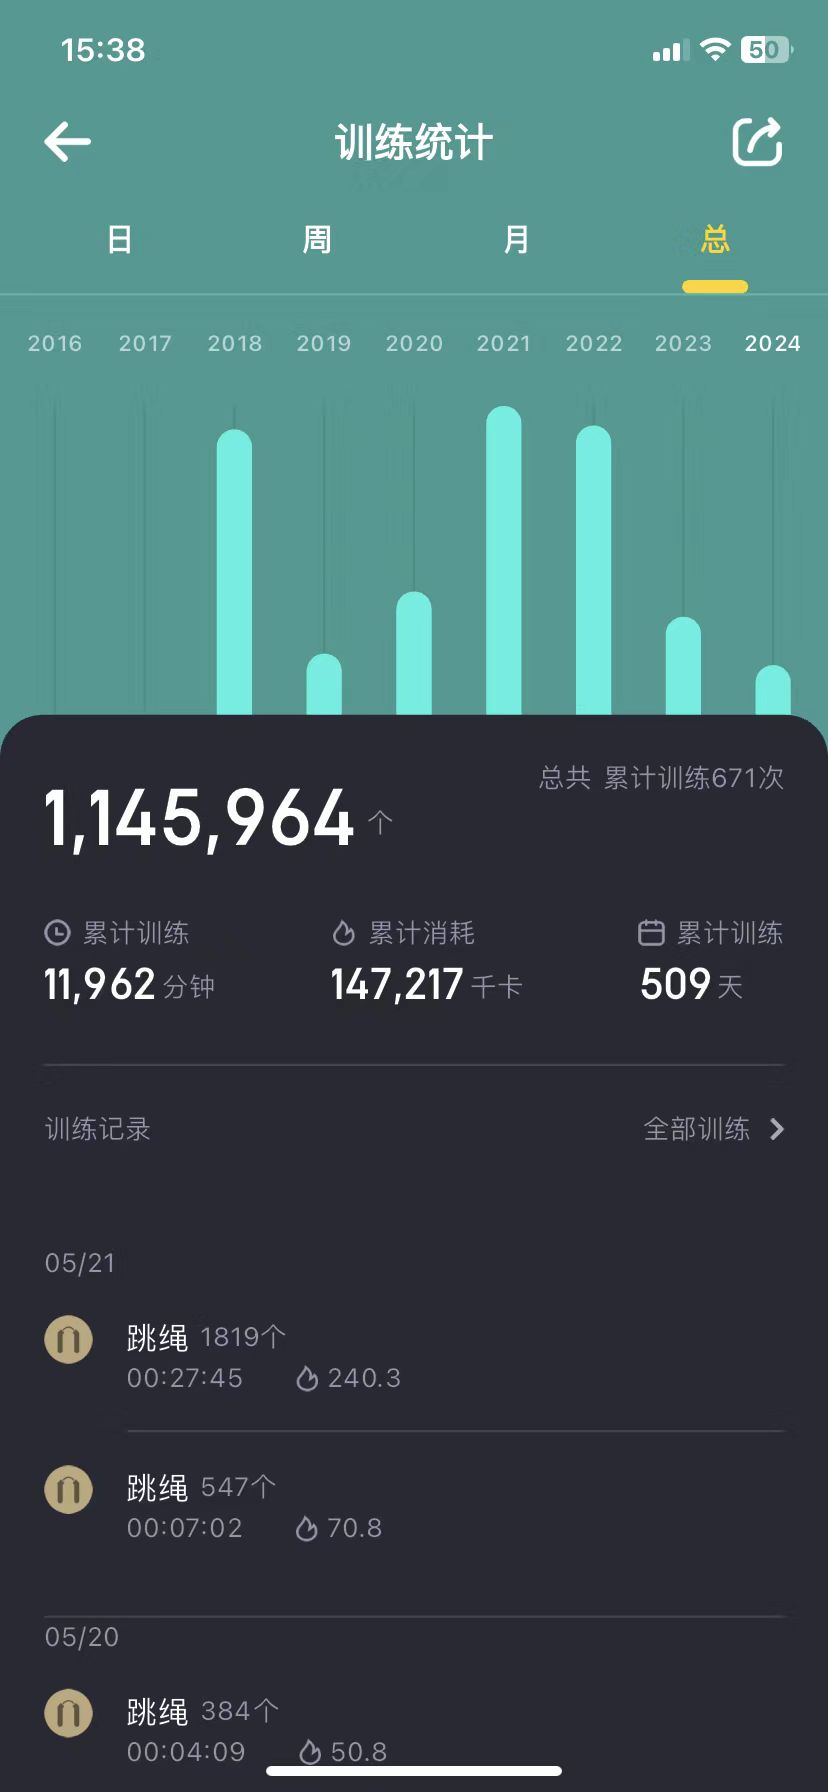 15:38
50
训练统计
日 周 月 总
2016 2017 2018 2019 2020 2021 2022 2023 2024
总共 累计训练671次
1,145,964 个
累计训练 累计消耗 累计训练
11,962 分钟 147,217 千卡 509 天
训练记录 全部训练
05/21
跳绳 1819个
00:27:45 240.3
跳绳 547个
00:07:02 70.8
05/20
跳绳 384个
00:04:09 50.8